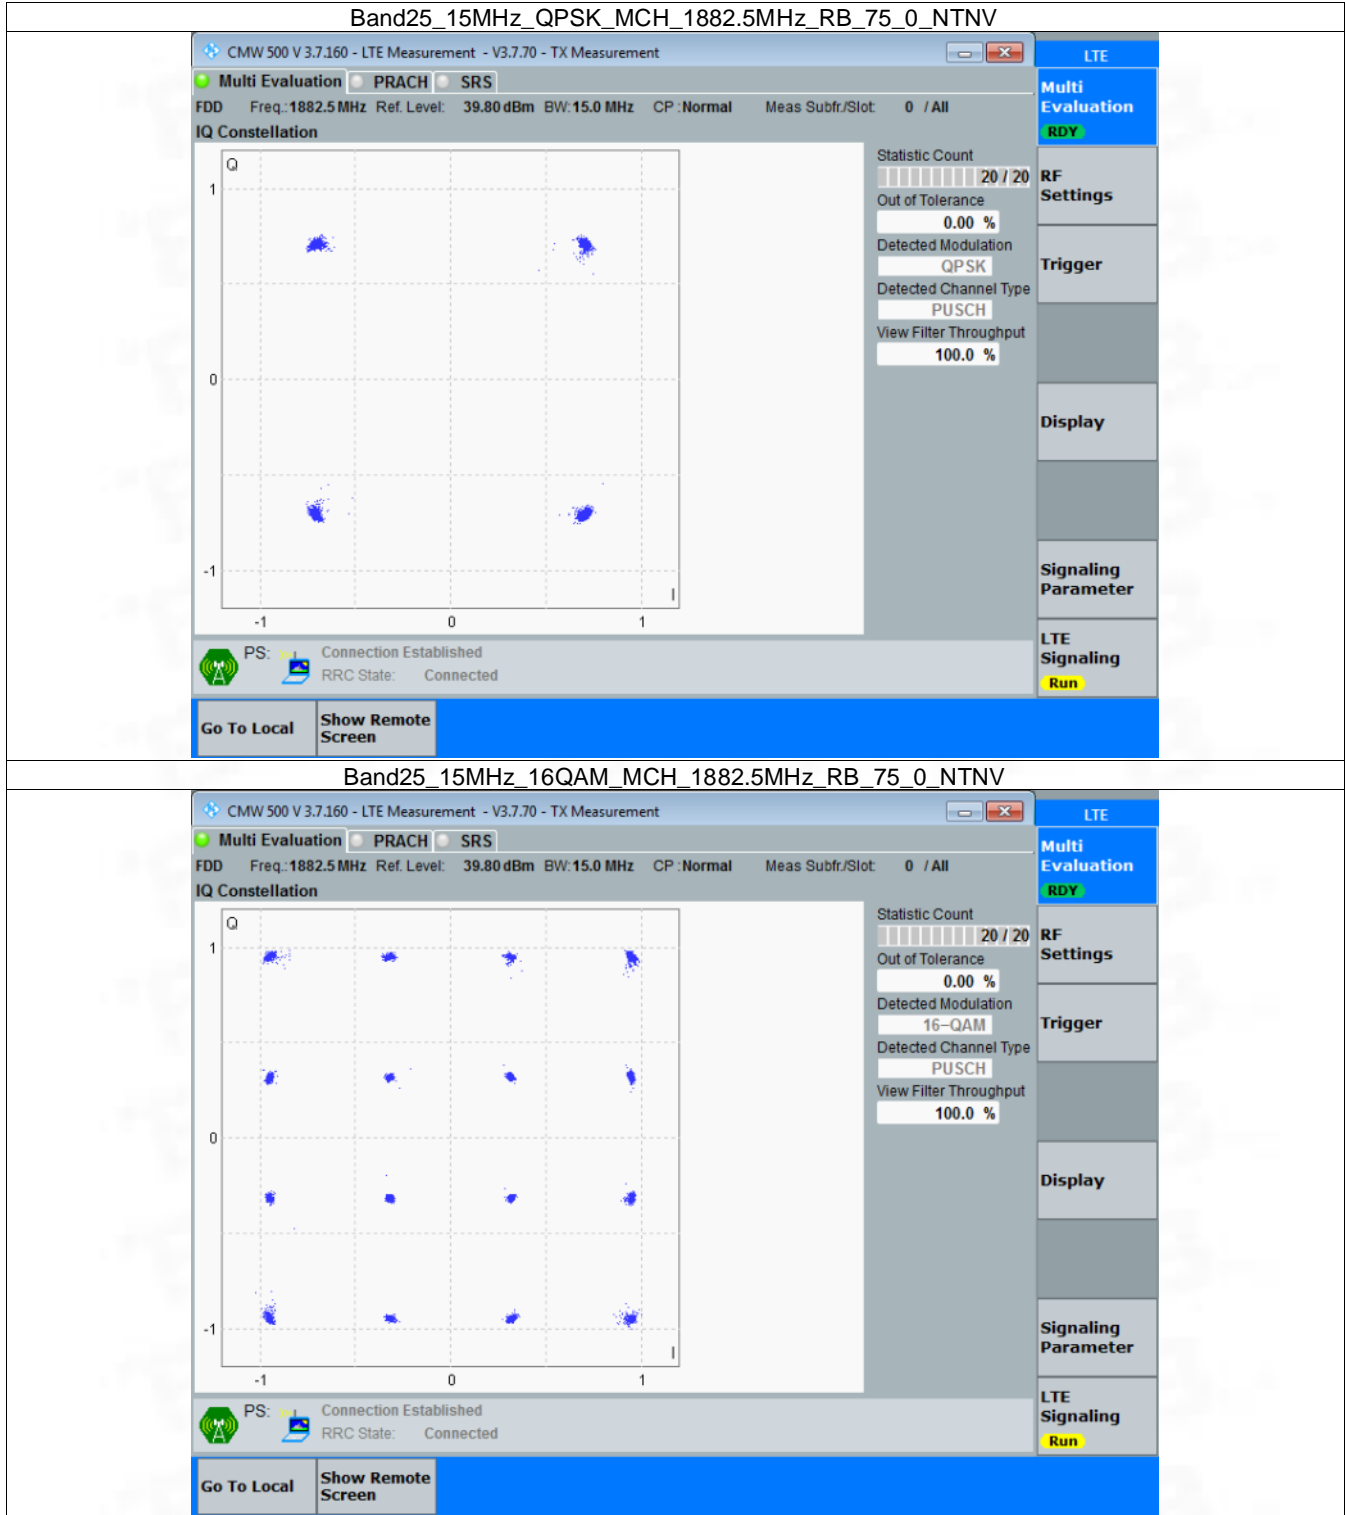 Band25_15MHz_QPSK_MCH_1882.5MHz_RB_75_0_NTNV
CMW 500 V 3.7.160 - LTE Measurement - V3.7.70 - TX Measurement
LTE
Multi Evaluation PRACH SRS
Multi
Evaluation
RDY
FDD Freq.:1882.5 MHz Ref. Level: 39.80 dBm BW:15.0 MHz CP :Normal Meas Subfr./Slot: 0 / All
IQ Constellation
Q
1
0
-1
-1 0 1
I
Statistic Count
20 / 20
Out of Tolerance
0.00 %
Detected Modulation
QPSK
Detected Channel Type
PUSCH
View Filter Throughput
100.0 %
RF
Settings
Trigger
Display
Signaling
Parameter
LTE
Signaling
Run
PS: Connection Established
RRC State: Connected
Go To Local
Show Remote
Screen
Band25_15MHz_16QAM_MCH_1882.5MHz_RB_75_0_NTNV
CMW 500 V 3.7.160 - LTE Measurement - V3.7.70 - TX Measurement
LTE
Multi Evaluation PRACH SRS
Multi
Evaluation
RDY
FDD Freq.:1882.5 MHz Ref. Level: 39.80 dBm BW:15.0 MHz CP :Normal Meas Subfr./Slot: 0 / All
IQ Constellation
Q
1
0
-1
-1 0 1
I
Statistic Count
20 / 20
Out of Tolerance
0.00 %
Detected Modulation
16-QAM
Detected Channel Type
PUSCH
View Filter Throughput
100.0 %
RF
Settings
Trigger
Display
Signaling
Parameter
LTE
Signaling
Run
PS: Connection Established
RRC State: Connected
Go To Local
Show Remote
Screen